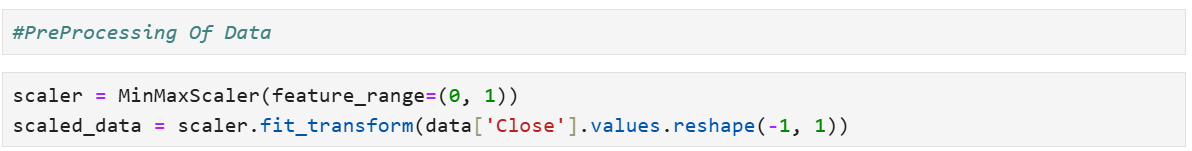 #PreProcessing Of Data
scaler = MinMaxScaler(feature_range=(0, 1))
scaled_data = scaler.fit_transform(data['Close'].values.reshape(-1, 1))